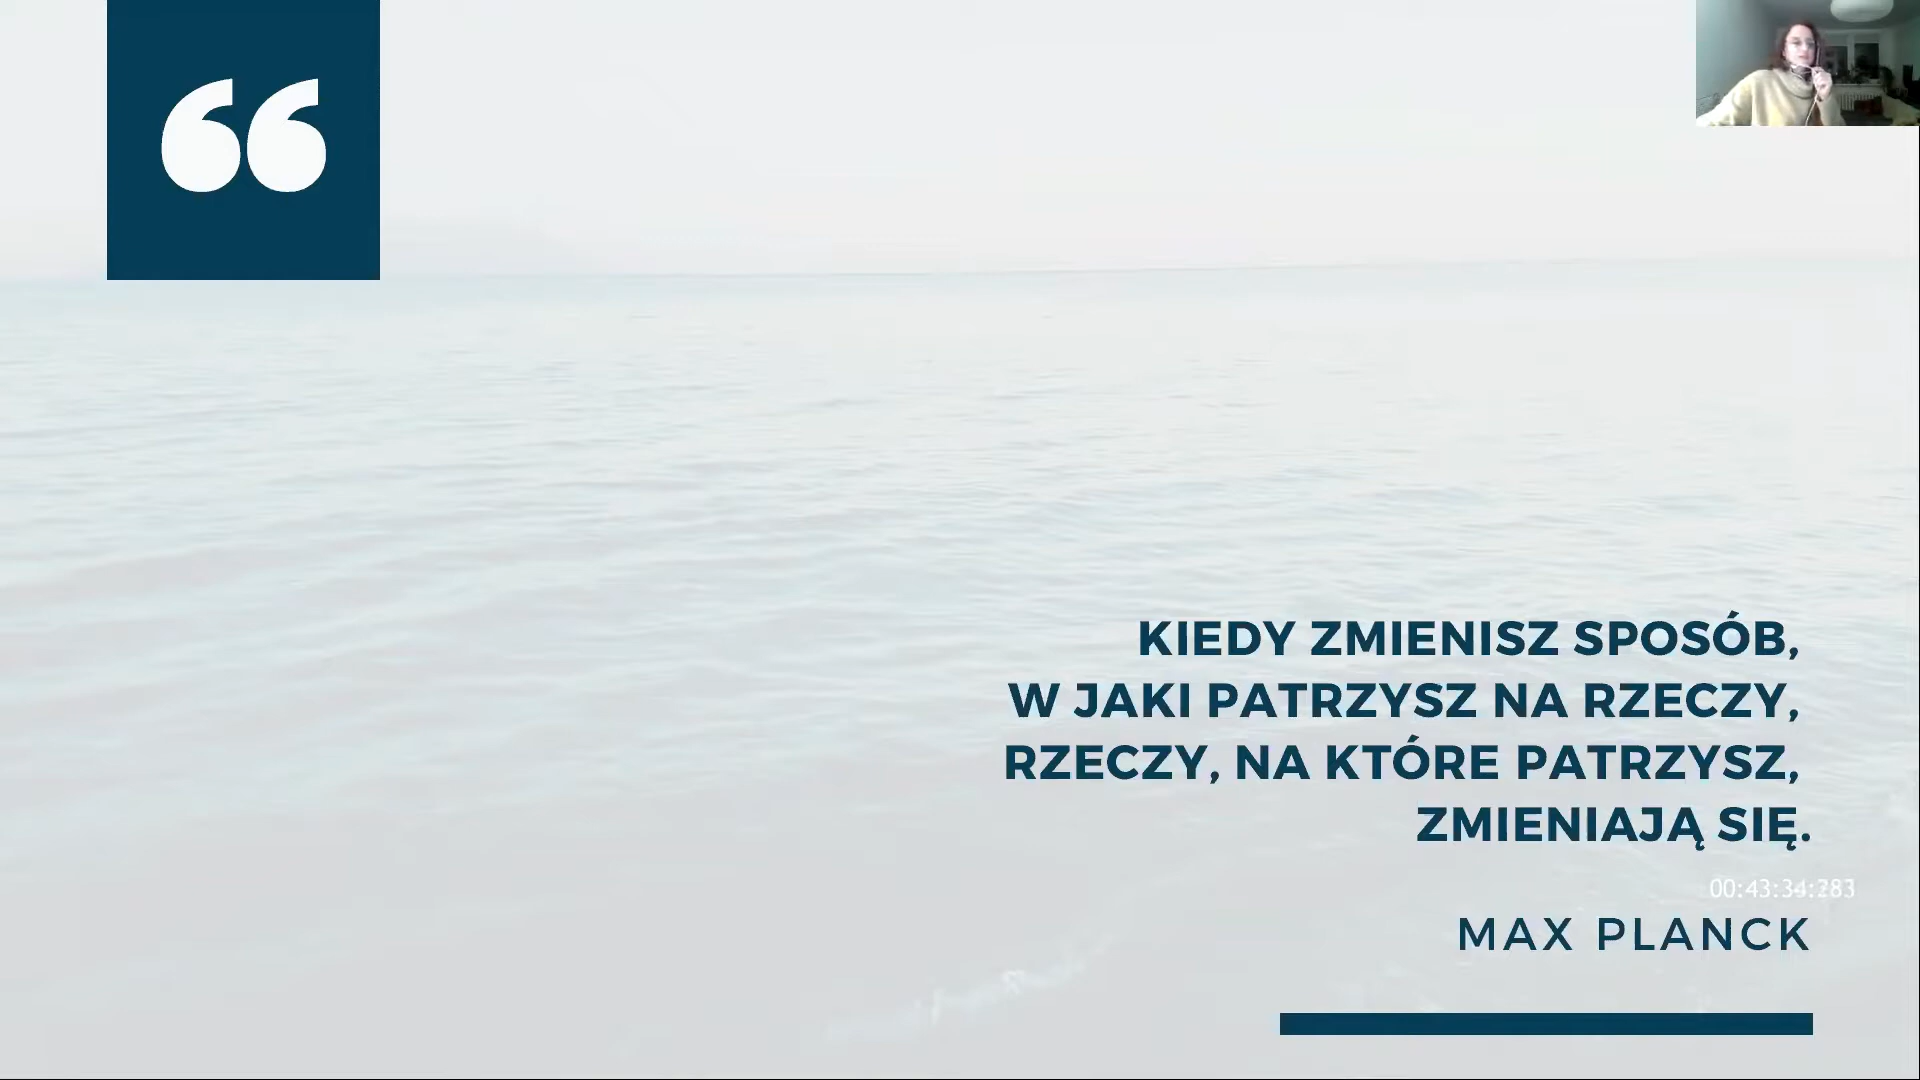 “
KIEDY ZMIENISZ SPOSÓB,
W JAKI PATRZYSZ NA RZECZY,
RZECZY, NA KTÓRE PATRZYSZ,
ZMIENIAJĄ SIĘ.
00:43:34:283
MAX PLANCK